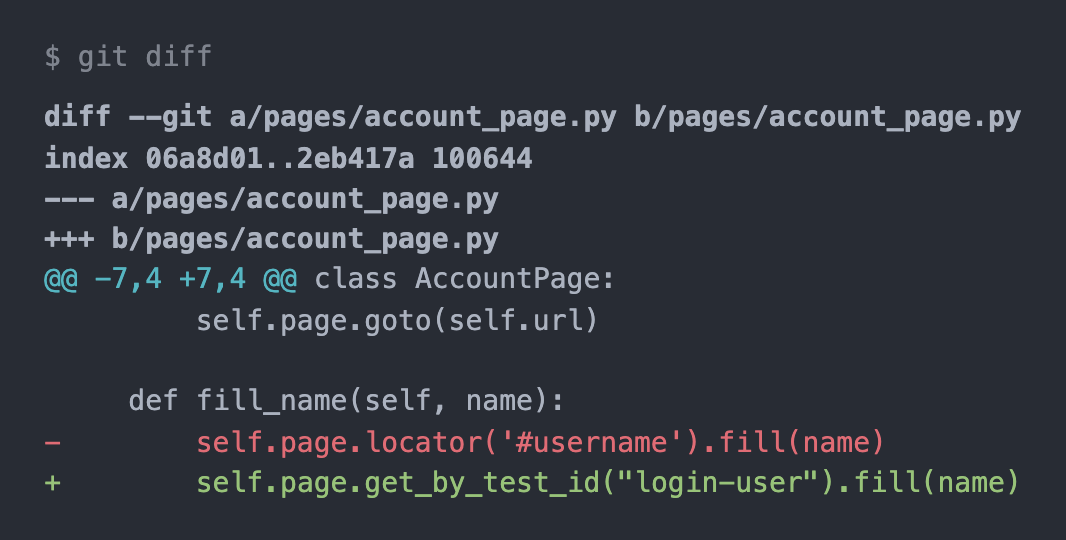 $ git diff
diff --git a/pages/account_page.py b/pages/account_page.py
index 06a8d01..2eb417a 100644
--- a/pages/account_page.py
+++ b/pages/account_page.py
@@ -7,4 +7,4 @@ class AccountPage:
         self.page.goto(self.url)

     def fill_name(self, name):
-        self.page.locator('#username').fill(name)
+        self.page.get_by_test_id("login-user").fill(name)